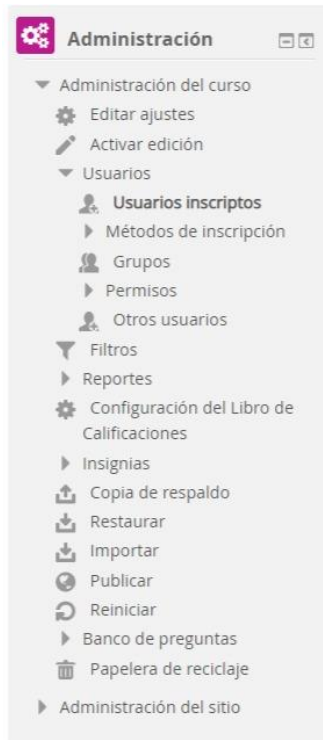 Administración
Administración del curso
Editar ajustes
Activar edición
Usuarios
Usuarios inscriptos
Métodos de inscripción
Grupos
Permisos
Otros usuarios
Filtros
Reportes
Configuración del Libro de
Calificaciones
Insignias
Copia de respaldo
Restaurar
Importar
Publicar
Reiniciar
Banco de preguntas
Papelera de reciclaje
Administración del sitio